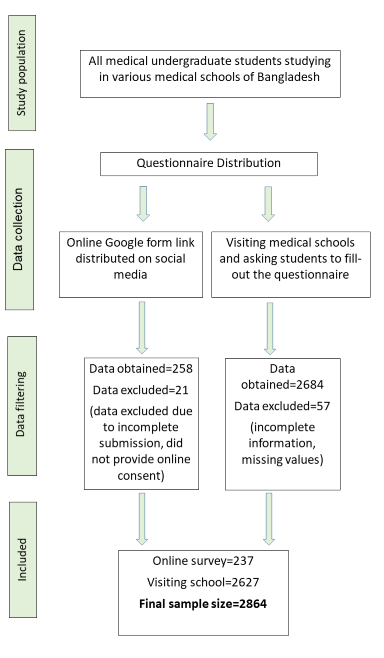 Study population
All medical undergraduate students studying
in various medical schools of Bangladesh
Data collection
Questionnaire Distribution
Online Google form link
distributed on social
media
Visiting medical schools
and asking students to fill-
out the questionnaire
Data filtering
Data obtained=258
Data excluded=21
(data excluded due
to incomplete
submission, did
not provide online
consent)
Data
obtained=2684
Data excluded=57
(incomplete
information,
missing values)
Included
Online survey=237
Visiting school=2627
Final sample size=2864